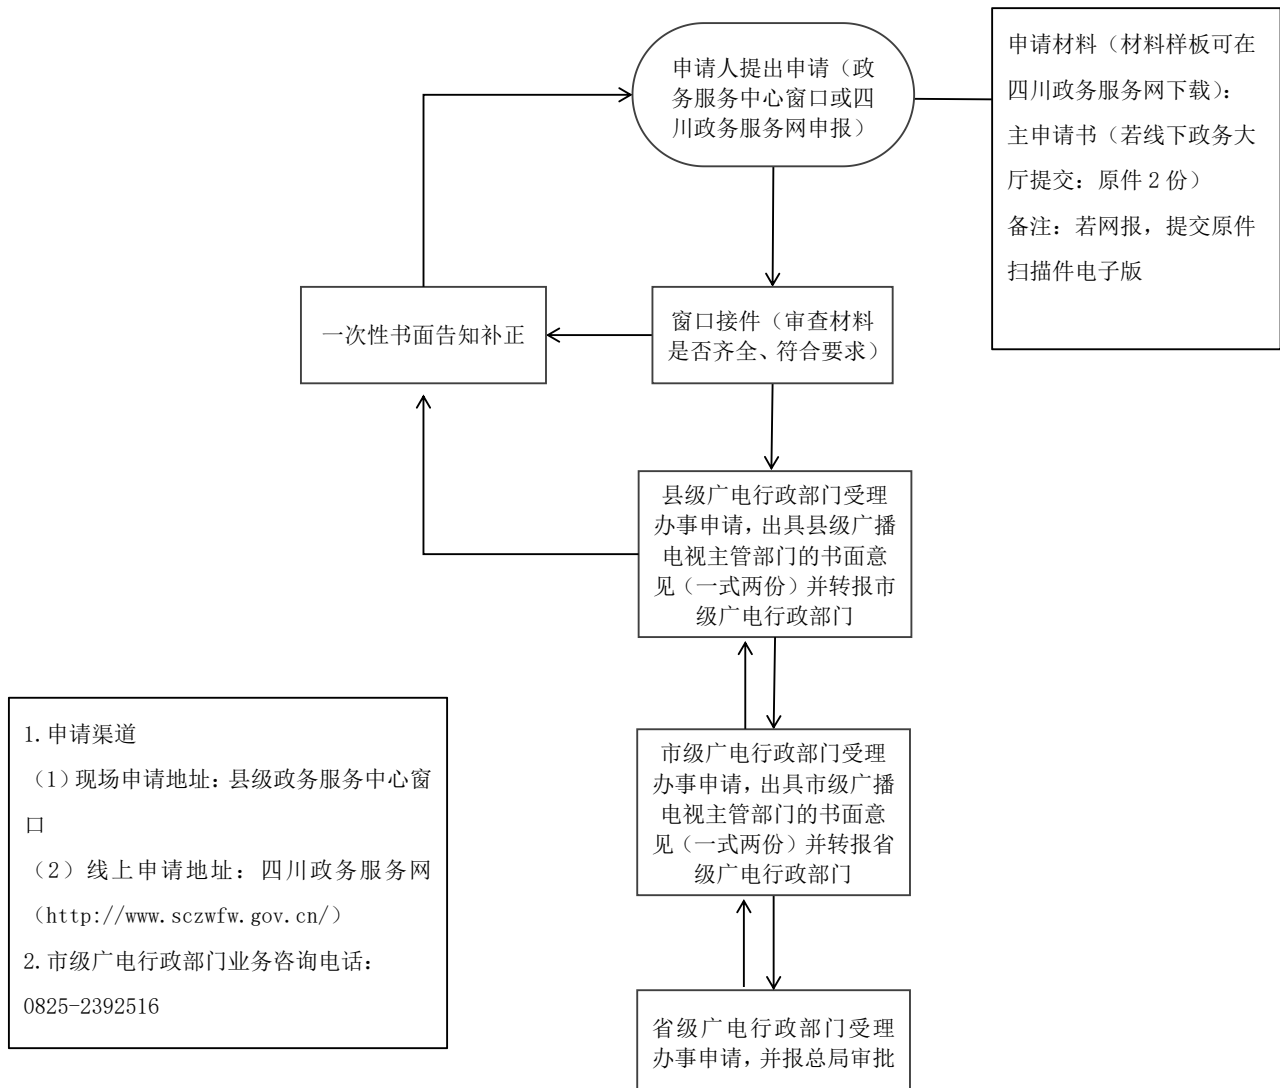 申请人提出申请（政
务服务中心窗口或四
川政务服务网申报）
申请材料（材料样板可在
四川政务服务网下载）：
主申请书（若线下政务大
厅提交：原件 2 份）
备注：若网报，提交原件
扫描件电子版
一次性书面告知补正
窗口接件（审查材料
是否齐全、符合要求）
县级广电行政部门受理
办事申请，出具县级广播
电视主管部门的书面意
见（一式两份）并转报市
级广电行政部门
1.申请渠道
（1）现场申请地址：县级政务服务中心窗
口
（2）线上申请地址：四川政务服务网
（http://www.sczwfw.gov.cn/）
2.市级广电行政部门业务咨询电话：
0825-2392516
市级广电行政部门受理
办事申请，出具市级广播
电视主管部门的书面意
见（一式两份）并转报省
级广电行政部门
省级广电行政部门受理
办事申请，并报总局审批